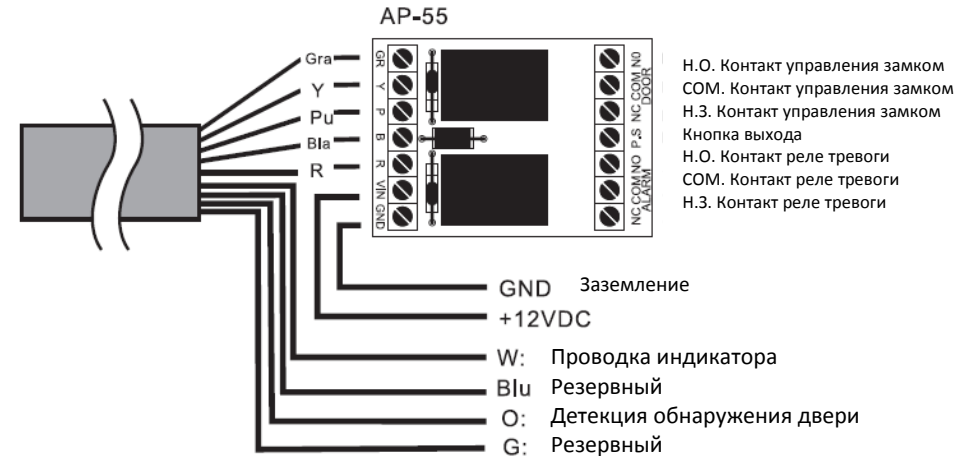 AP-55
Gra
Y
Pu
Bla
R
GR
Y
P
B
R
VIN
GND
NO
COM
NC
DOOR
P.S
NO
COM
NC
ALARM
Н.О. Контакт управления замком
COM. Контакт управления замком
Н.З. Контакт управления замком
Кнопка выхода
Н.О. Контакт реле тревоги
COM. Контакт реле тревоги
Н.З. Контакт реле тревоги
GND Заземление
+12VDC
W: Проводка индикатора
Blu Резервный
O: Детекция обнаружения двери
G: Резервный